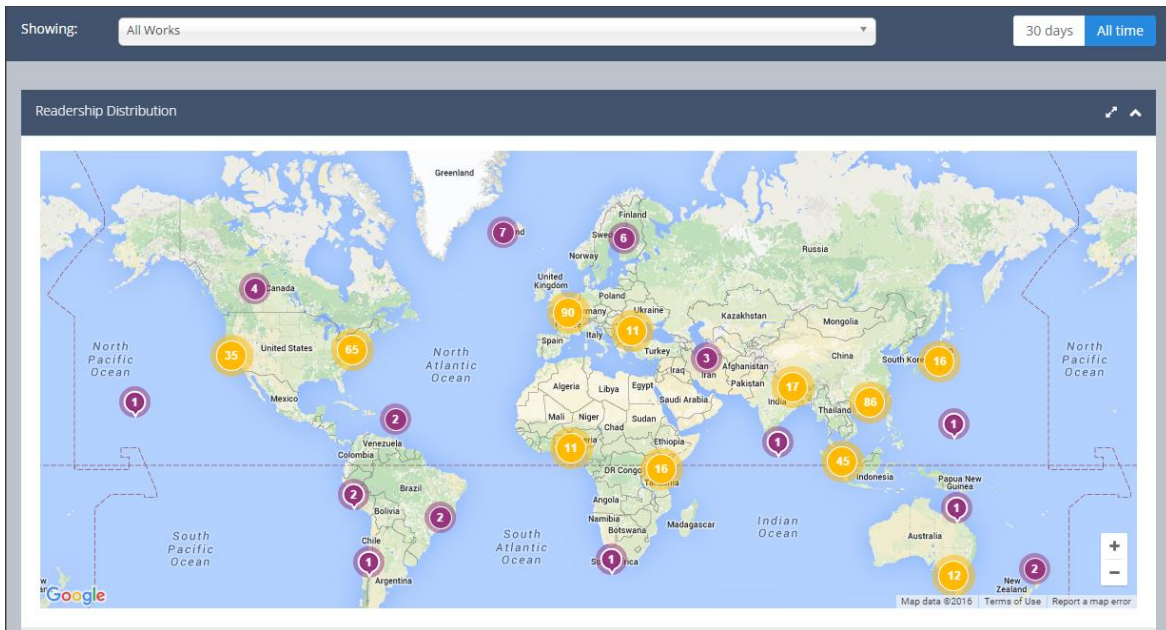 Showing:
All Works
30 days
All time
Readership Distribution
Greenland
7
Finland
6
Norway
Russia
4
United
Kingdom
Poland
90
Ukraine
Kazakhstan
Mongolia
North
Pacific
Ocean
35
United States
65
North
Atlantic
Ocean
Spain
Italy
11
Turkey
3
Afghanistan
China
16
North
Pacific
Ocean
Iraq
Iran
Pakistan
1
Mexico
2
Algeria
Libya
Egypt
Saudi Arabia
17
India
86
Thailand
1
Mali
Niger
Chad
Sudan
Venezuela
Colombia
11
Ethiopia
1
45
Indonesia
DR Congo
16
Papua New
Guinea
2
Brazil
2
Bolivia
Angola
1
South
Pacific
Ocean
Chile
1
South
Atlantic
Ocean
Namibia
Botswana
Madagascar
Indian
Ocean
Australia
1
12
New
Zealand
2
Argentina
+
−
Google
Map data ©2016
Terms of Use
Report a map error